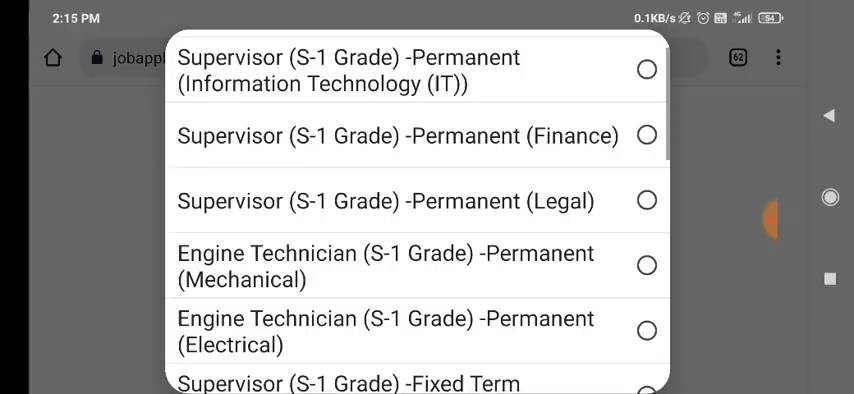 2:15 PM
0.1KB/s
4G
54
jobappl
62
Supervisor (S-1 Grade) -Permanent
(Information Technology (IT))
Supervisor (S-1 Grade) -Permanent (Finance)
Supervisor (S-1 Grade) -Permanent (Legal)
Engine Technician (S-1 Grade) -Permanent
(Mechanical)
Engine Technician (S-1 Grade) -Permanent
(Electrical)
Supervisor (S-1 Grade) -Fixed Term